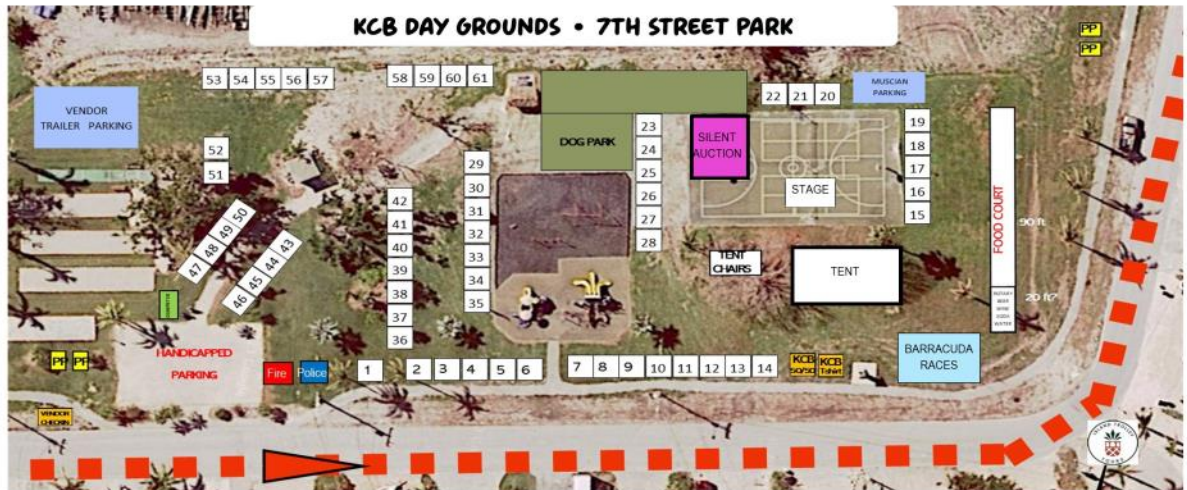 KCB DAY GROUNDS • 7TH STREET PARK
PP
PP
53 54 55 56 57
58 59 60 61
22 21 20
MUSCIAN
PARKING
VENDOR
TRAILER PARKING
52
51
DOG PARK
23
24
25
26
27
28
SILENT
AUCTION
STAGE
19
18
17
16
15
FOOD COURT
90 ft
20 ft?
29
30
31
32
33
34
35
42
41
40
39
38
37
36
47 48 49 50
46 45 44 43
TENT
CHAIRS
TENT
BARRACUDA
RACES
HANDICAPPED
PARKING
PP PP
Fire
Police
1
2 3 4 5 6
7 8 9 10 11 12 13 14
KCB
50/50
KCB
Tshirt
VENDOR
CHECKIN
ISLAND TROLLEY
TOURS